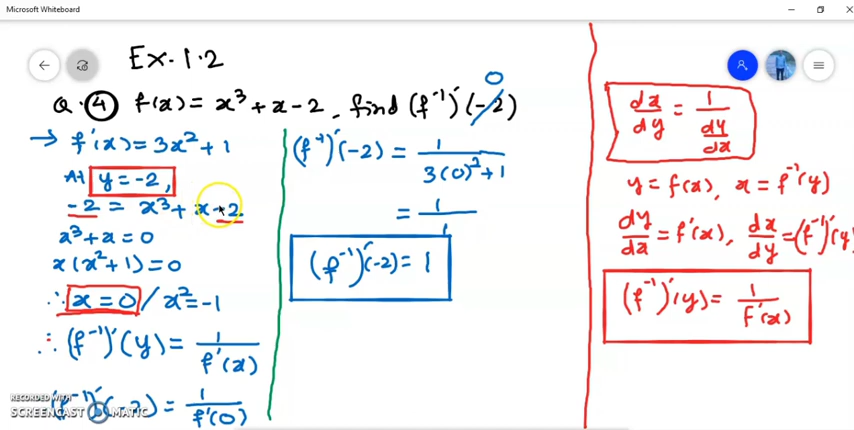 Microsoft Whiteboard
Ex. 1.2
Q. 4 f(x) = x³ + x − 2, find (f⁻¹)′(−2)
0
→ f′(x) = 3x² + 1
At y = −2,
−2 = x³ + x − 2
x³ + x = 0
x(x² + 1) = 0
∴ x = 0 / x² = −1
∴ (f⁻¹)′(y) = 1/f′(x)
(f⁻¹)′(−2) = 1/f′(0)
(f⁻¹)′(−2) = 1/3(0)² + 1
= 1/1
(f⁻¹)′(−2) = 1
dx/dy = 1/(dy/dx)
y = f(x), x = f⁻¹(y)
dy/dx = f′(x), dx/dy = (f⁻¹)′(y
(f⁻¹)′(y) = 1/f′(x)
RECORDED WITH
SCREENCAST MATIC